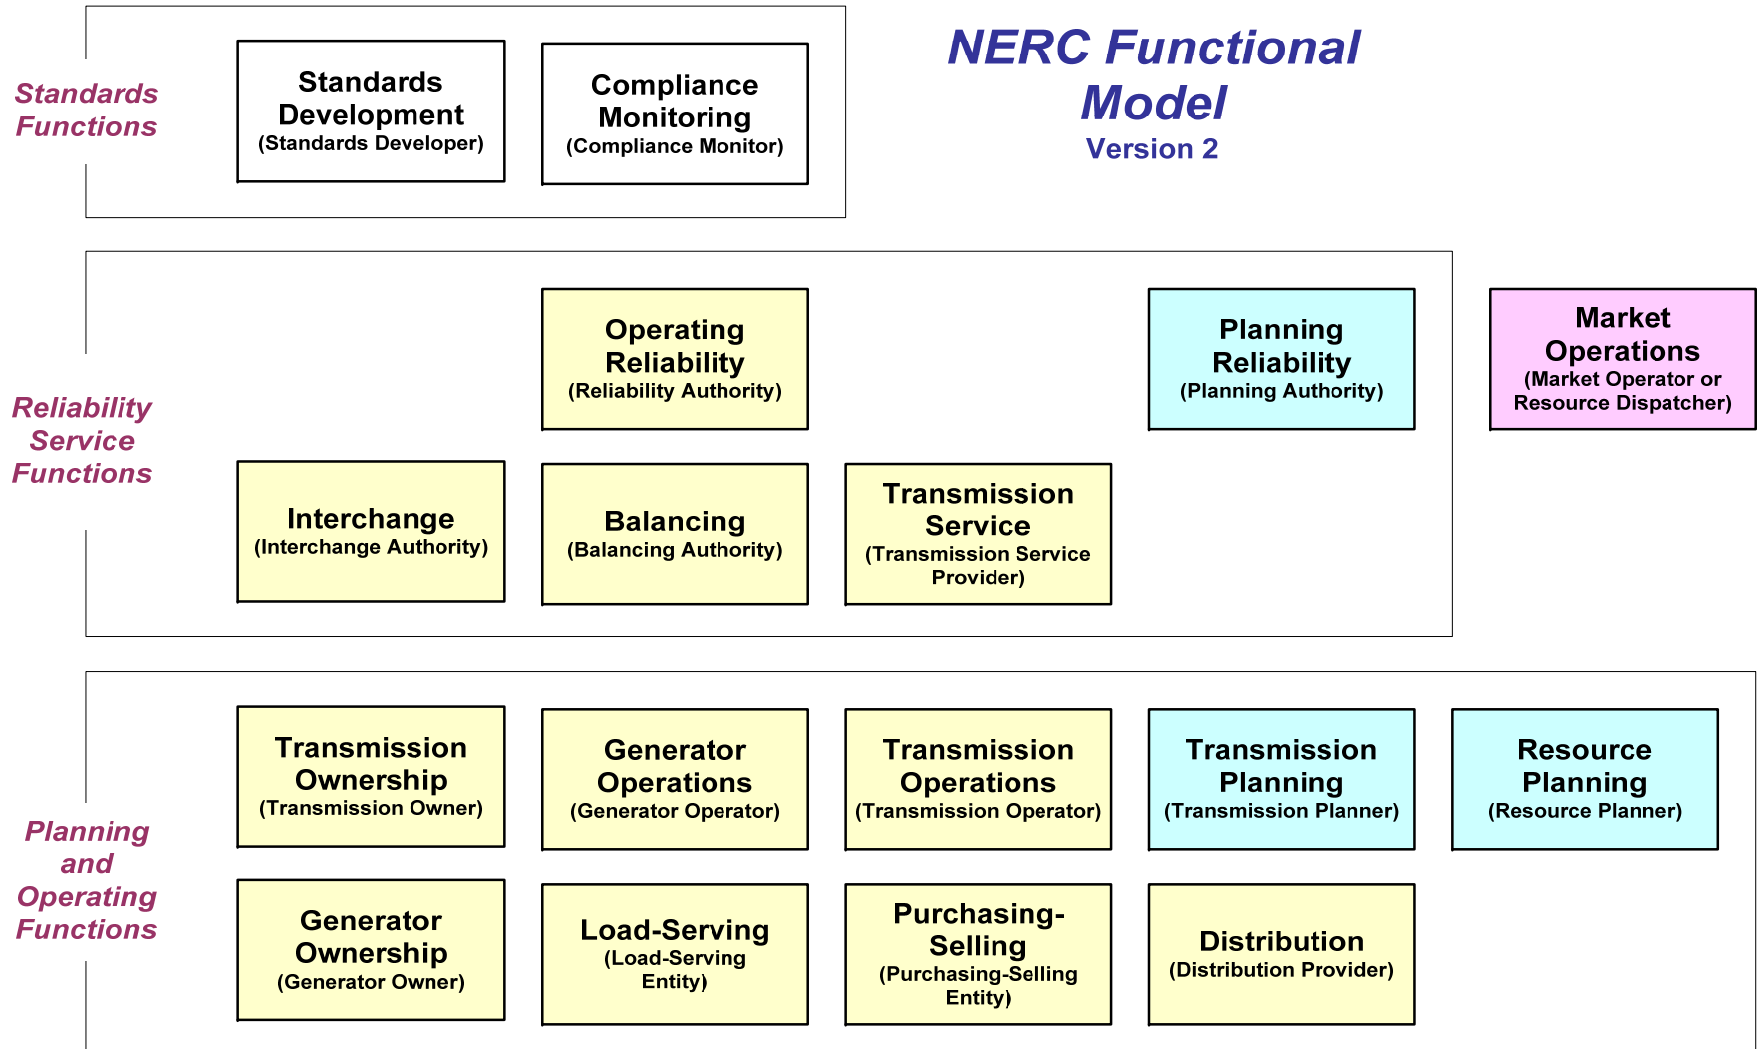 NERC Functional
Model
Version 2
Standards
Functions
Standards
Development
(Standards Developer)
Compliance
Monitoring
(Compliance Monitor)
Reliability
Service
Functions
Operating
Reliability
(Reliability Authority)
Planning
Reliability
(Planning Authority)
Market
Operations
(Market Operator or
Resource Dispatcher)
Interchange
(Interchange Authority)
Balancing
(Balancing Authority)
Transmission
Service
(Transmission Service
Provider)
Planning
and
Operating
Functions
Transmission
Ownership
(Transmission Owner)
Generator
Operations
(Generator Operator)
Transmission
Operations
(Transmission Operator)
Transmission
Planning
(Transmission Planner)
Resource
Planning
(Resource Planner)
Generator
Ownership
(Generator Owner)
Load-Serving
(Load-Serving
Entity)
Purchasing-
Selling
(Purchasing-Selling
Entity)
Distribution
(Distribution Provider)